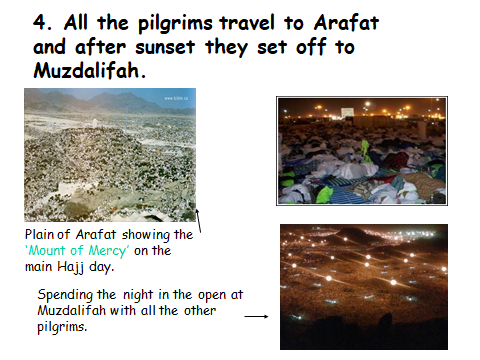 4. All the pilgrims travel to Arafat
and after sunset they set off to
Muzdalifah.
Plain of Arafat showing the
‘Mount of Mercy’ on the
main Hajj day.
Spending the night in the open at
Muzdalifah with all the other
pilgrims.